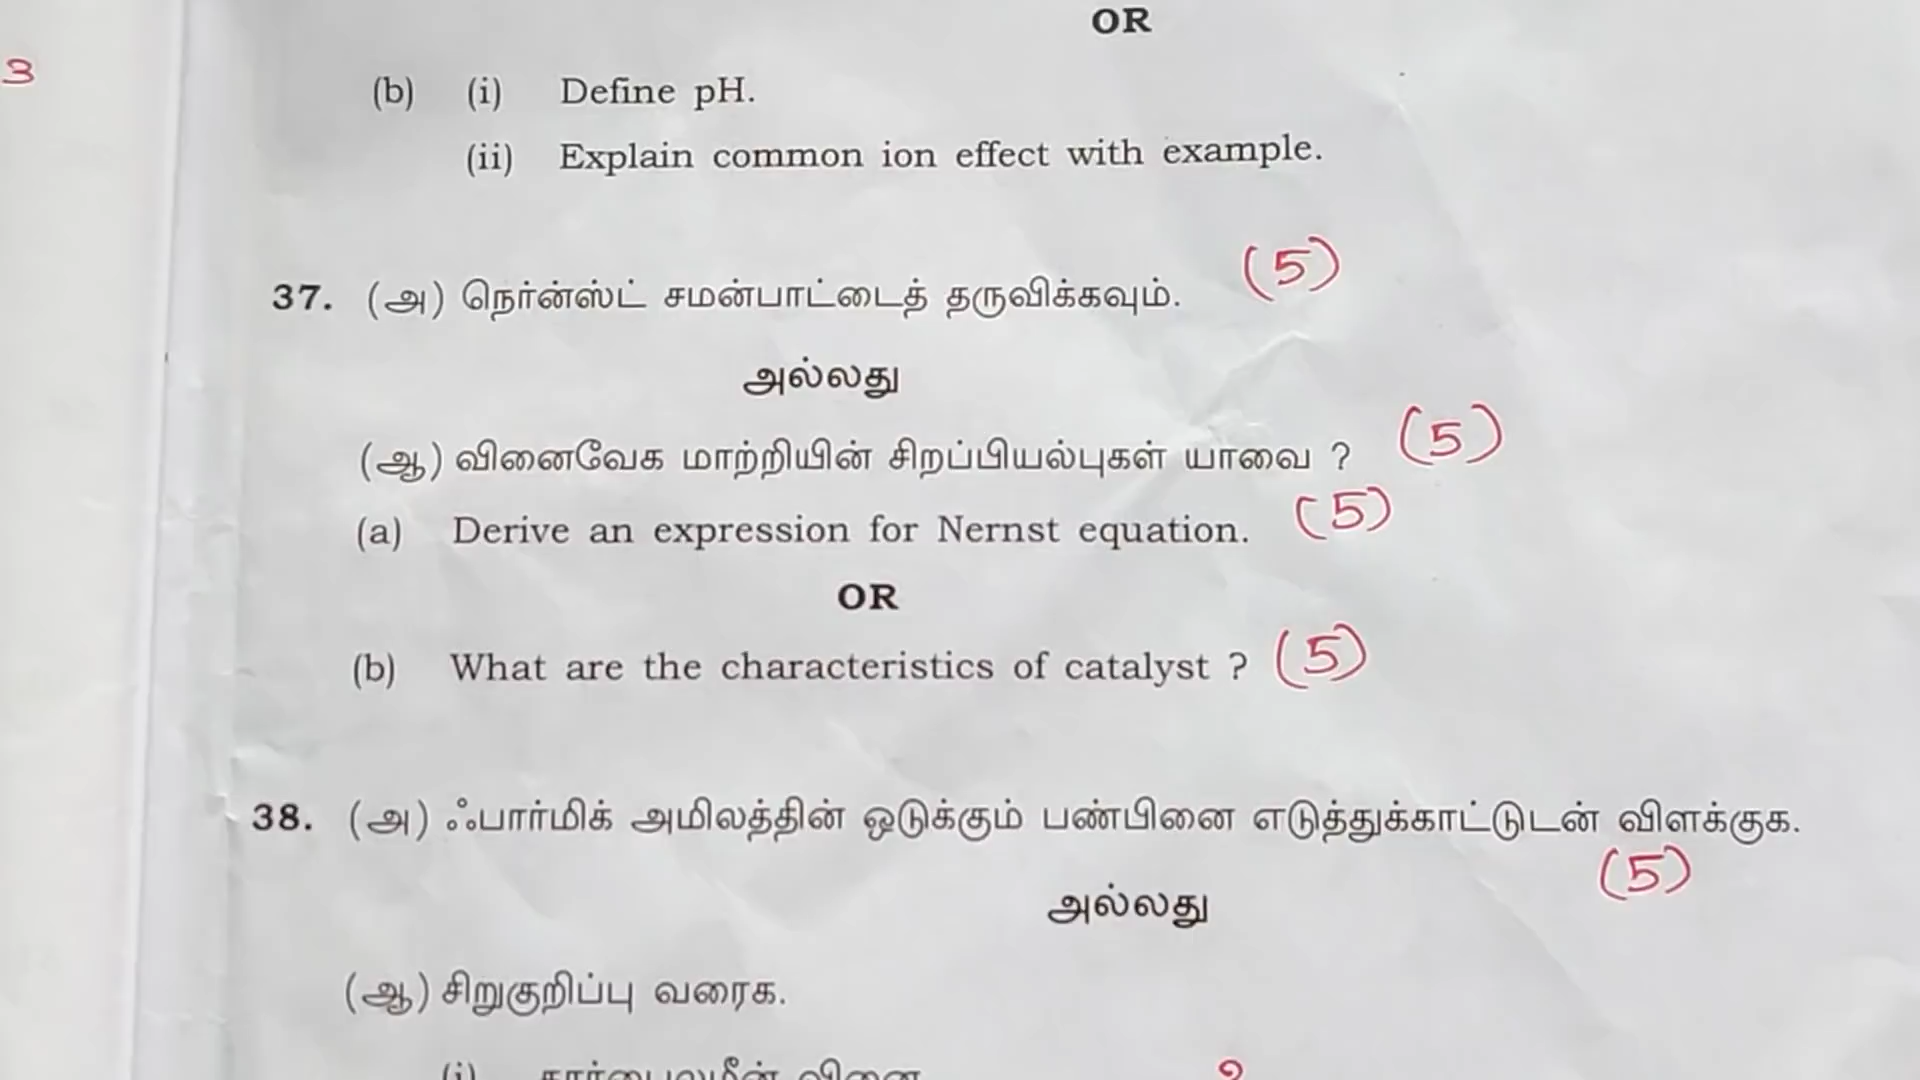 OR
3
(b) (i) Define pH.
(ii) Explain common ion effect with example.
37. (அ) நெர்ன்ஸ்ட் சமன்பாட்டைத் தருவிக்கவும். (5)
அல்லது
(ஆ) வினைவேக மாற்றியின் சிறப்பியல்புகள் யாவை ? (5)
(a) Derive an expression for Nernst equation. (5)
OR
(b) What are the characteristics of catalyst ? (5)
38. (அ) ஃபார்மிக் அமிலத்தின் ஒடுக்கும் பண்பினை எடுத்துக்காட்டுடன் விளக்குக.
(5)
அல்லது
(ஆ) சிறுகுறிப்பு வரைக.
(i) கார்பைலமீன் வினை